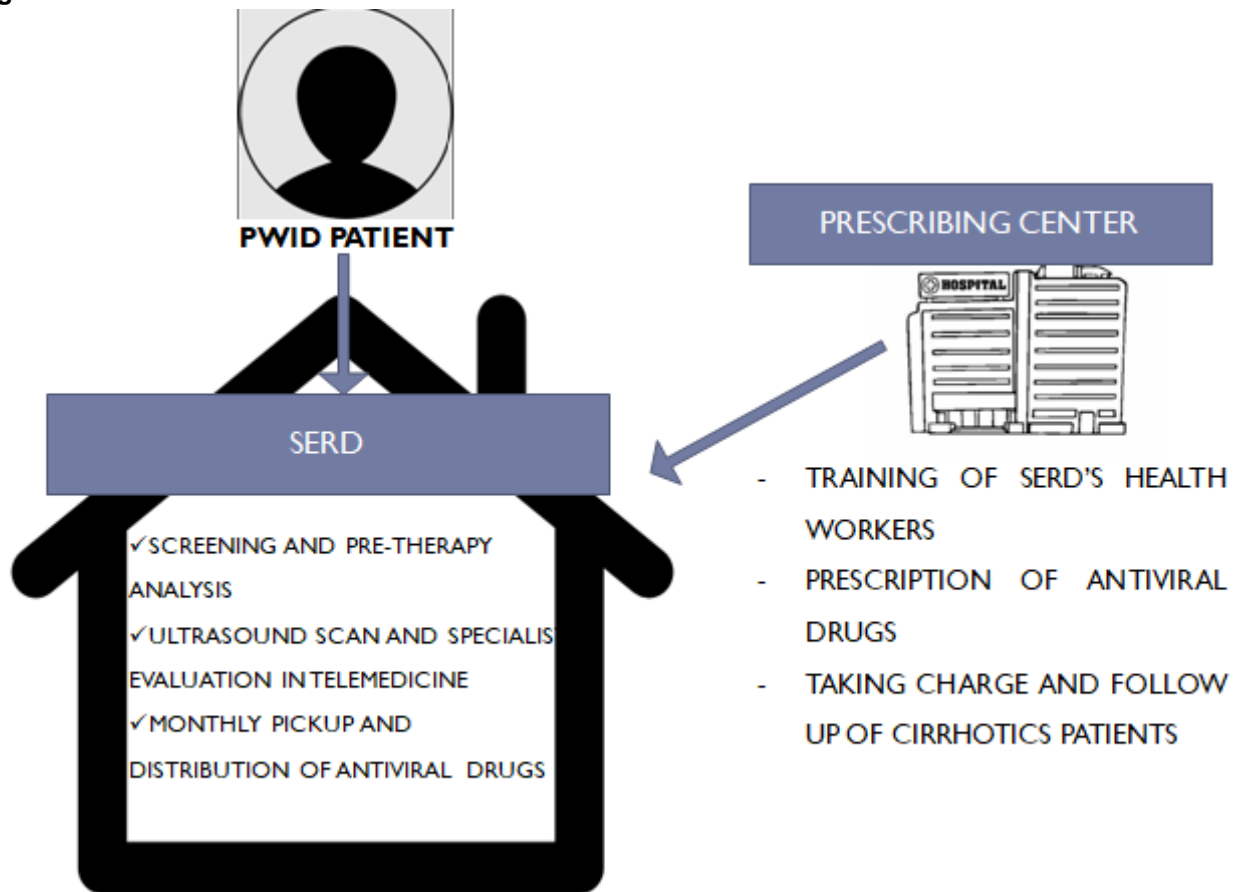 PWID PATIENT
SERD
✓SCREENING AND PRE-THERAPY
ANALYSIS
✓ULTRASOUND SCAN AND SPECIALIS
EVALUATION IN TELEMEDICINE
✓MONTHLY PICKUP AND
DISTRIBUTION OF ANTIVIRAL DRUGS
PRESCRIBING CENTER
HOSPITAL
- TRAINING OF SERD'S HEALTH
WORKERS
- PRESCRIPTION OF ANTIVIRAL
DRUGS
- TAKING CHARGE AND FOLLOW
UP OF CIRRHOTICS PATIENTS